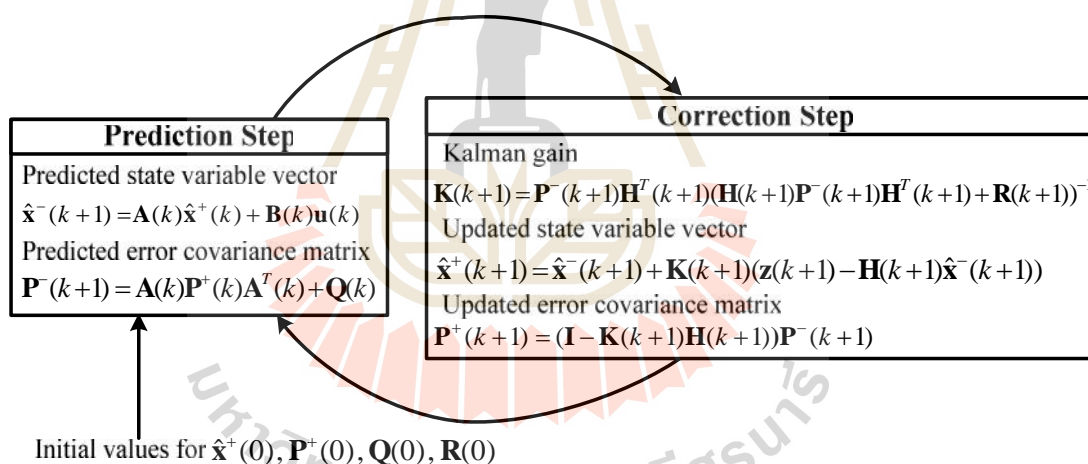 Prediction Step
Predicted state variable vector
x̂⁻(k+1) = A(k)x̂⁺(k) + B(k)u(k)
Predicted error covariance matrix
P⁻(k+1) = A(k)P⁺(k)Aᵀ(k) + Q(k)
Correction Step
Kalman gain
K(k+1) = P⁻(k+1)Hᵀ(k+1)(H(k+1)P⁻(k+1)Hᵀ(k+1) + R(k+1))⁻
Updated state variable vector
x̂⁺(k+1) = x̂⁻(k+1) + K(k+1)(z(k+1) − H(k+1)x̂⁻(k+1))
Updated error covariance matrix
P⁺(k+1) = (I − K(k+1)H(k+1))P⁻(k+1)
Initial values for x̂⁺(0), P⁺(0), Q(0), R(0)